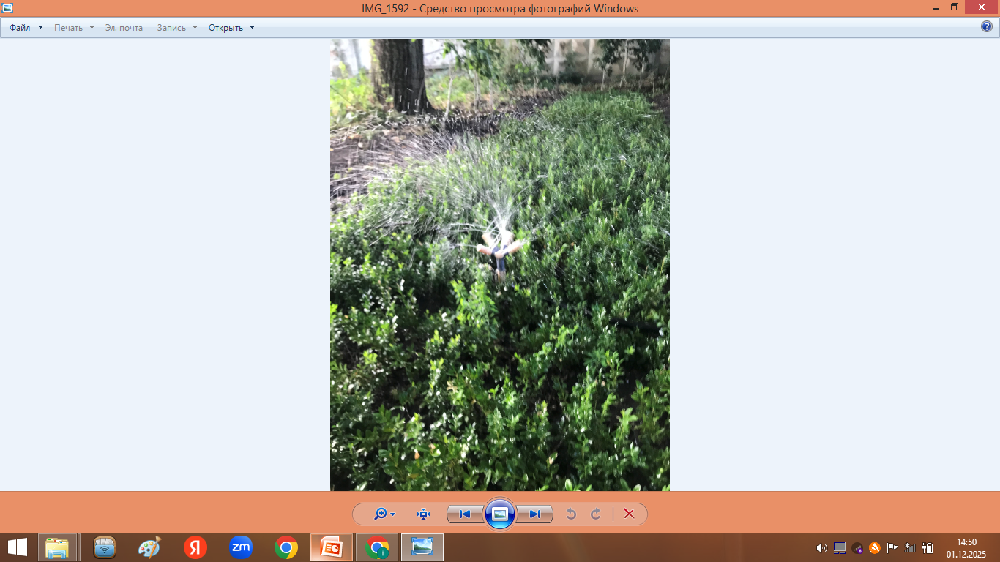 IMG_1592 - Средство просмотра фотографий Windows
Файл Печать Эл. почта Запись Открыть
Я zm
14:50
01.12.2025